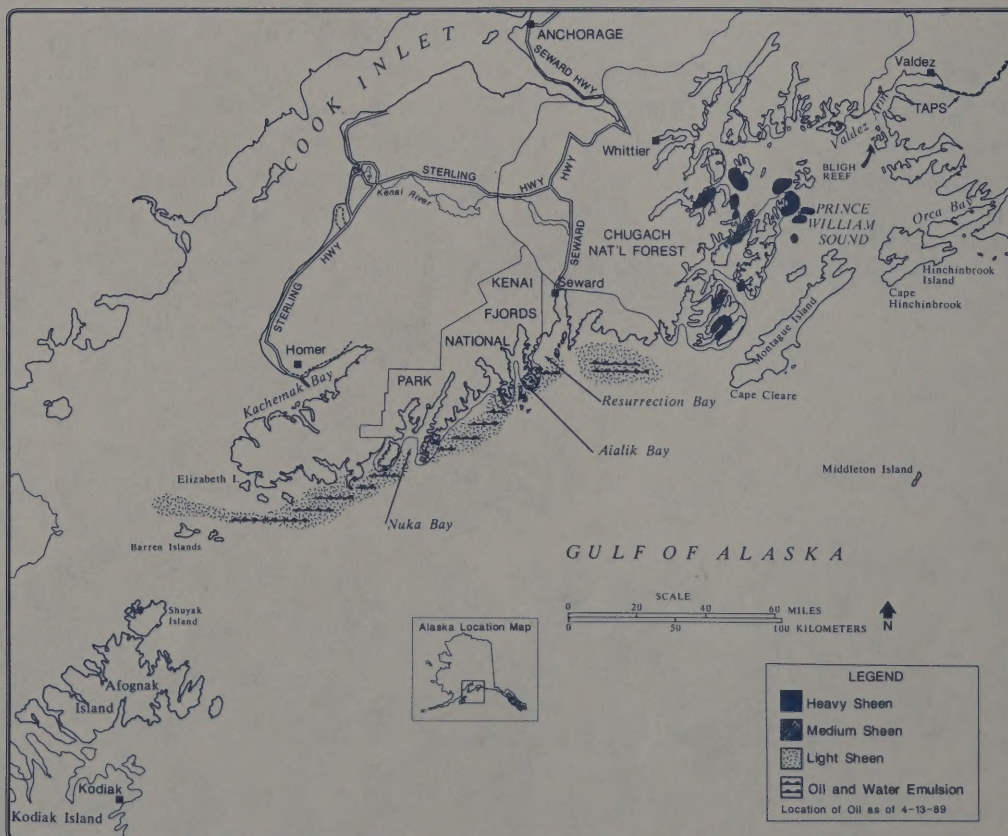 COOK INLET
ANCHORAGE
SEWARD HWY
Valdez
TAPS
Valdez Arm
Whittier
BLIGH
REEF
STERLING
HWY
HWY
Kenai River
PRINCE
WILLIAM
SOUND
Orca Bay
CHUGACH
NAT'L FOREST
SEWARD
HWY
STERLING
Hinchinbrook
Island
Cape
Hinchinbrook
KENAI
FJORDS
NATIONAL
PARK
Seward
Montague Island
Homer
Kachemak Bay
Cape Cleare
Resurrection Bay
Aialik Bay
Middleton Island
Elizabeth I.
Nuka Bay
Barren Islands
GULF OF ALASKA
SCALE
0 20 40 60 MILES
0 50 100 KILOMETERS
N
Shuyak
Island
Alaska Location Map
Afognak
Island
Kodiak
Kodiak Island
LEGEND
Heavy Sheen
Medium Sheen
Light Sheen
Oil and Water Emulsion
Location of Oil as of 4-13-89